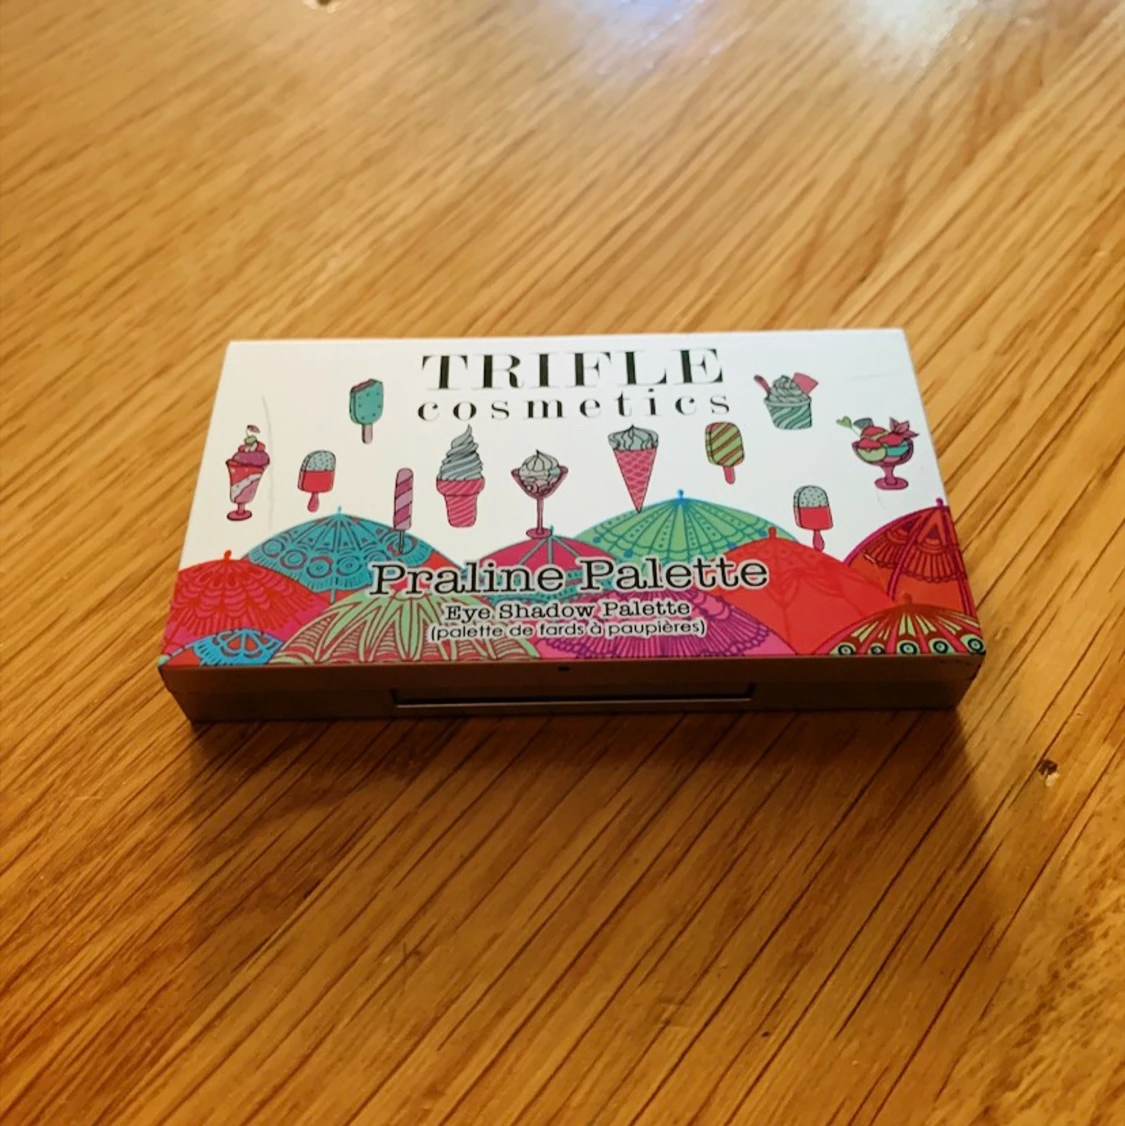 TRIFLE
cosmetics
Praline Palette
Eye Shadow Palette
(palette de fards à paupières)